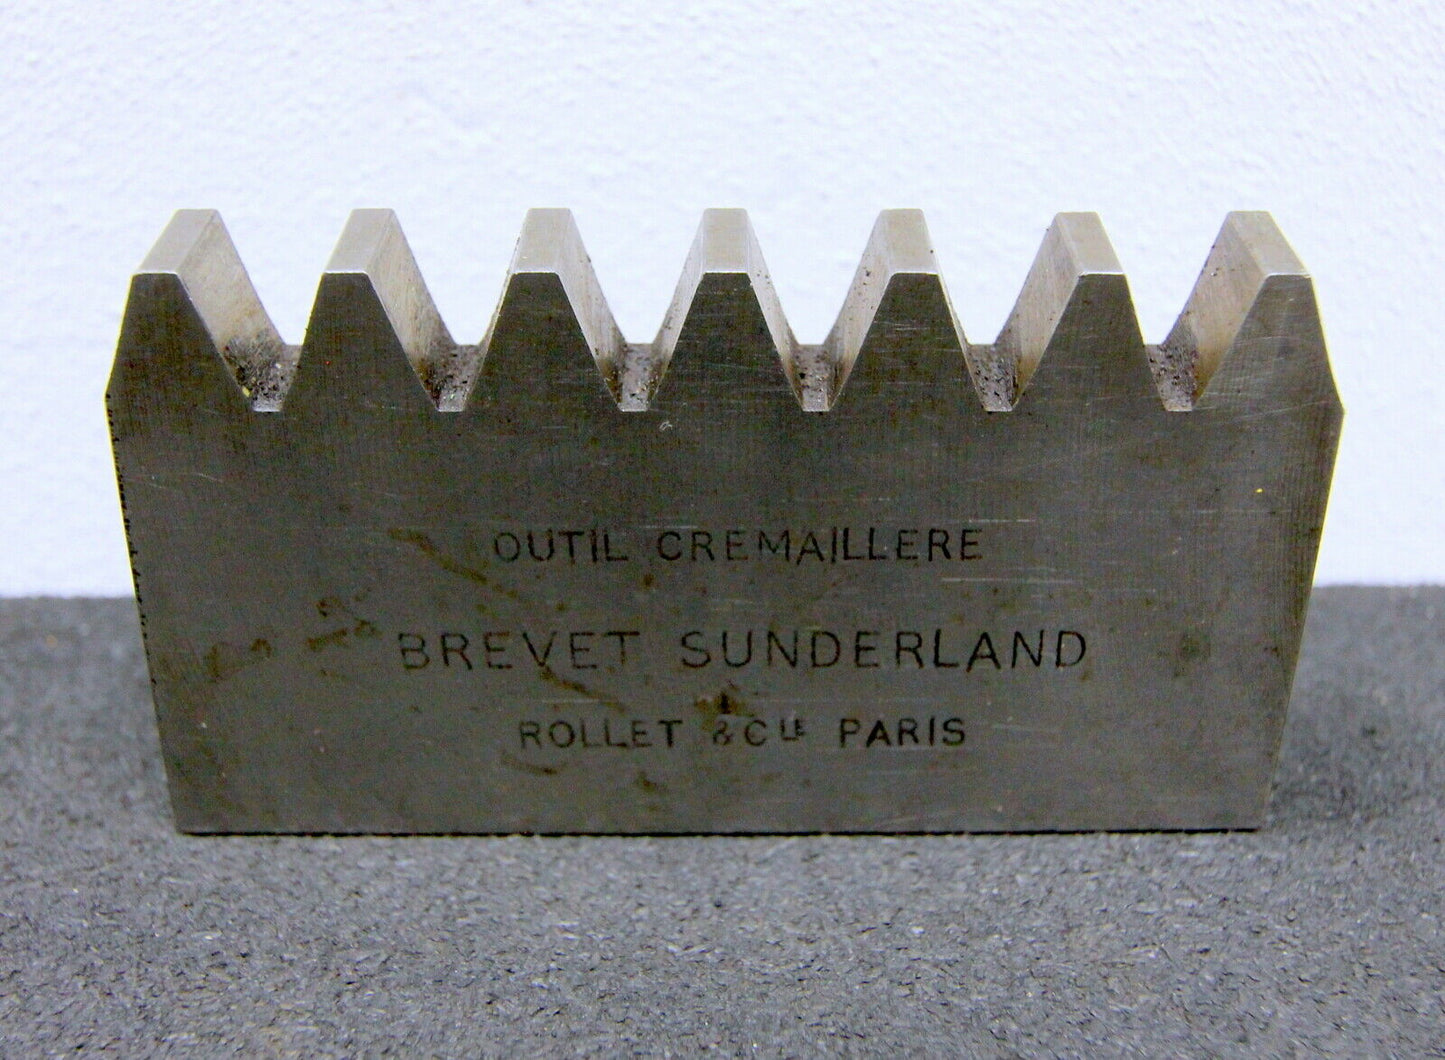 OUTIL CREMAILLERE
BREVET SUNDERLAND
ROLLET & CIE PARIS